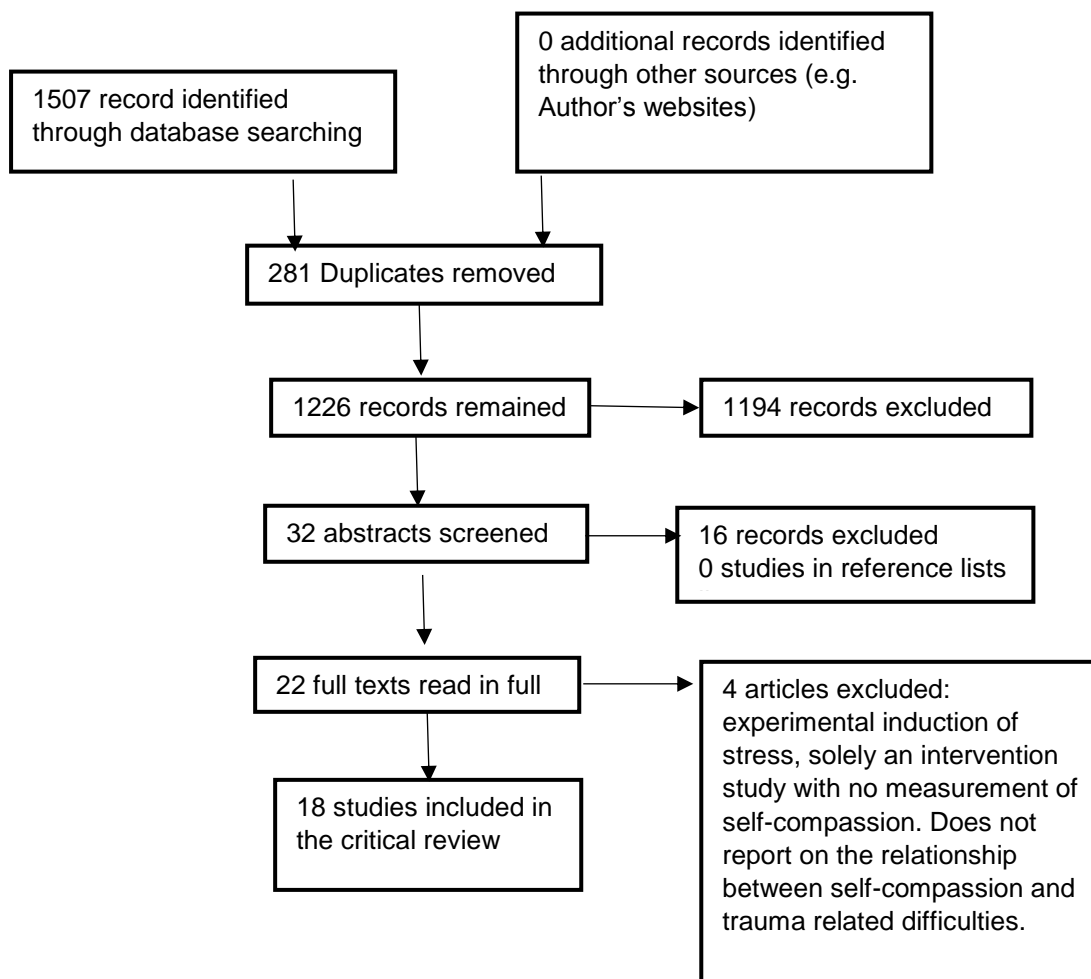 0 additional records identified
through other sources (e.g.
Author’s websites)
1507 record identified
through database searching
281 Duplicates removed
1226 records remained
1194 records excluded
32 abstracts screened
16 records excluded
0 studies in reference lists
22 full texts read in full
4 articles excluded:
experimental induction of
stress, solely an intervention
study with no measurement of
self-compassion. Does not
report on the relationship
between self-compassion and
trauma related difficulties.
18 studies included in
the critical review